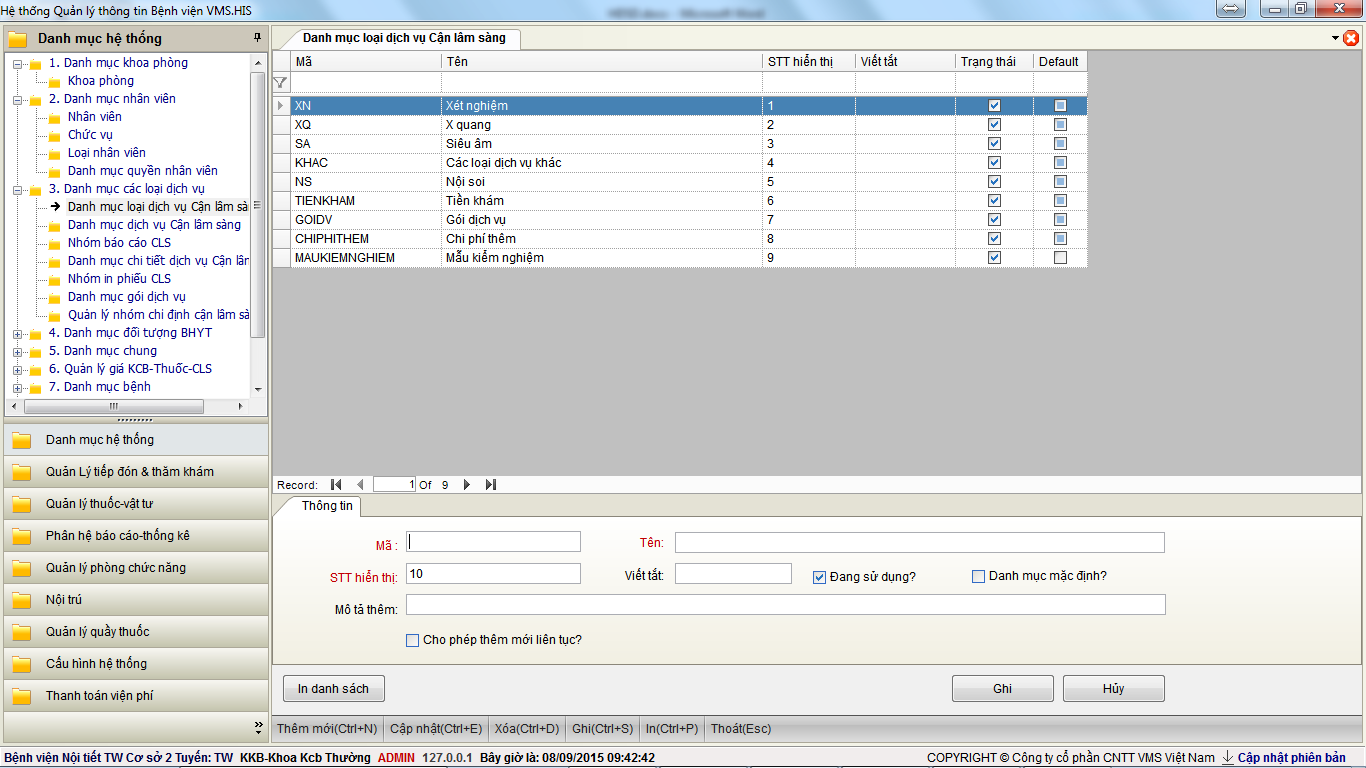 Hệ thống Quản lý thông tin Bệnh viện VMS.HIS
Danh mục hệ thống
1. Danh mục khoa phòng
Khoa phòng
2. Danh mục nhân viên
Nhân viên
Chức vụ
Loại nhân viên
Danh mục quyền nhân viên
3. Danh mục các loại dịch vụ
Danh mục loại dịch vụ Cận lâm sà
Danh mục dịch vụ Cận lâm sàng
Nhóm báo cáo CLS
Danh mục chi tiết dịch vụ Cận lân
Nhóm in phiếu CLS
Danh mục gói dịch vụ
Quản lý nhóm chỉ định cận lâm sà
4. Danh mục đối tượng BHYT
5. Danh mục chung
6. Quản lý giá KCB-Thuốc-CLS
7. Danh mục bệnh
Danh mục hệ thống
Quản Lý tiếp đón & thăm khám
Quản lý thuốc-vật tư
Phân hệ báo cáo-thống kê
Quản lý phòng chức năng
Nội trú
Quản lý quầy thuốc
Cấu hình hệ thống
Thanh toán viện phí
Danh mục loại dịch vụ Cận lâm sàng
Mã Tên STT hiển thị Viết tắt Trạng thái Default
XN Xét nghiệm 1
XQ X quang 2
SA Siêu âm 3
KHAC Các loại dịch vụ khác 4
NS Nội soi 5
TIENKHAM Tiền khám 6
GOIDV Gói dịch vụ 7
CHIPHITHEM Chi phí thêm 8
MAUKIEMNGHIEM Mẫu kiểm nghiệm 9
Record: 1 Of 9
Thông tin
Mã : Tên:
STT hiển thị: 10 Viết tắt: Đang sử dụng? Danh mục mặc định?
Mô tả thêm:
Cho phép thêm mới liên tục?
In danh sách Ghi Hủy
Thêm mới(Ctrl+N) Cập nhật(Ctrl+E) Xóa(Ctrl+D) Ghi(Ctrl+S) In(Ctrl+P) Thoát(Esc)
Bệnh viện Nội tiết TW Cơ sở 2 Tuyến: TW KKB-Khoa Kcb Thường ADMIN 127.0.0.1 Bây giờ là: 08/09/2015 09:42:42 COPYRIGHT © Công ty cổ phần CNTT VMS Việt Nam Cập nhật phiên bản